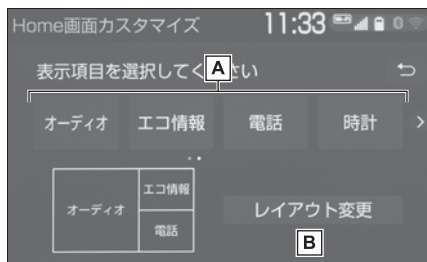 Home画面カスタマイズ 11:33
表示項目を選択してく A さい
オーディオ エコ情報 電話 時計 >
オーディオ エコ情報
電話
レイアウト変更
B